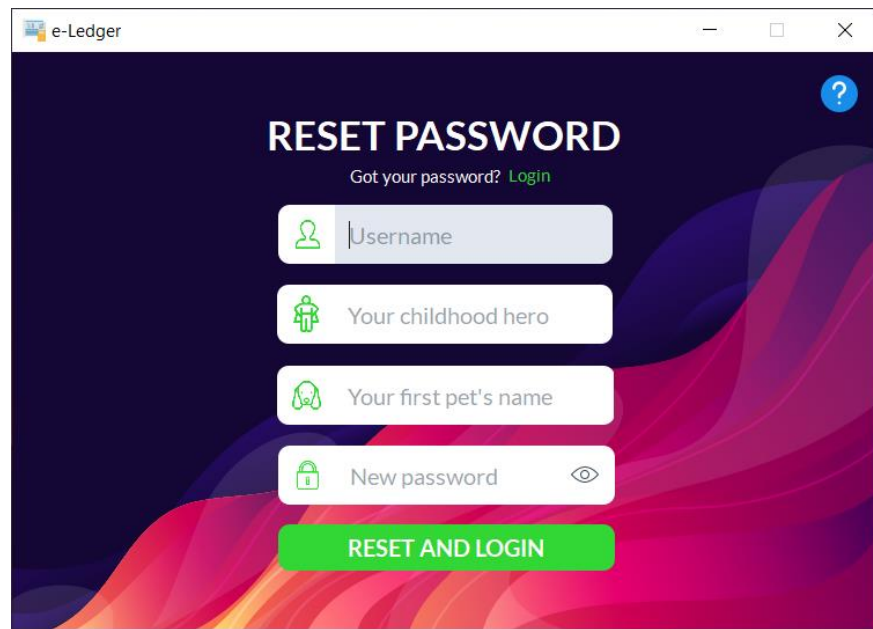 e-Ledger
?
RESET PASSWORD
Got your password? Login
Username
Your childhood hero
Your first pet's name
New password
RESET AND LOGIN